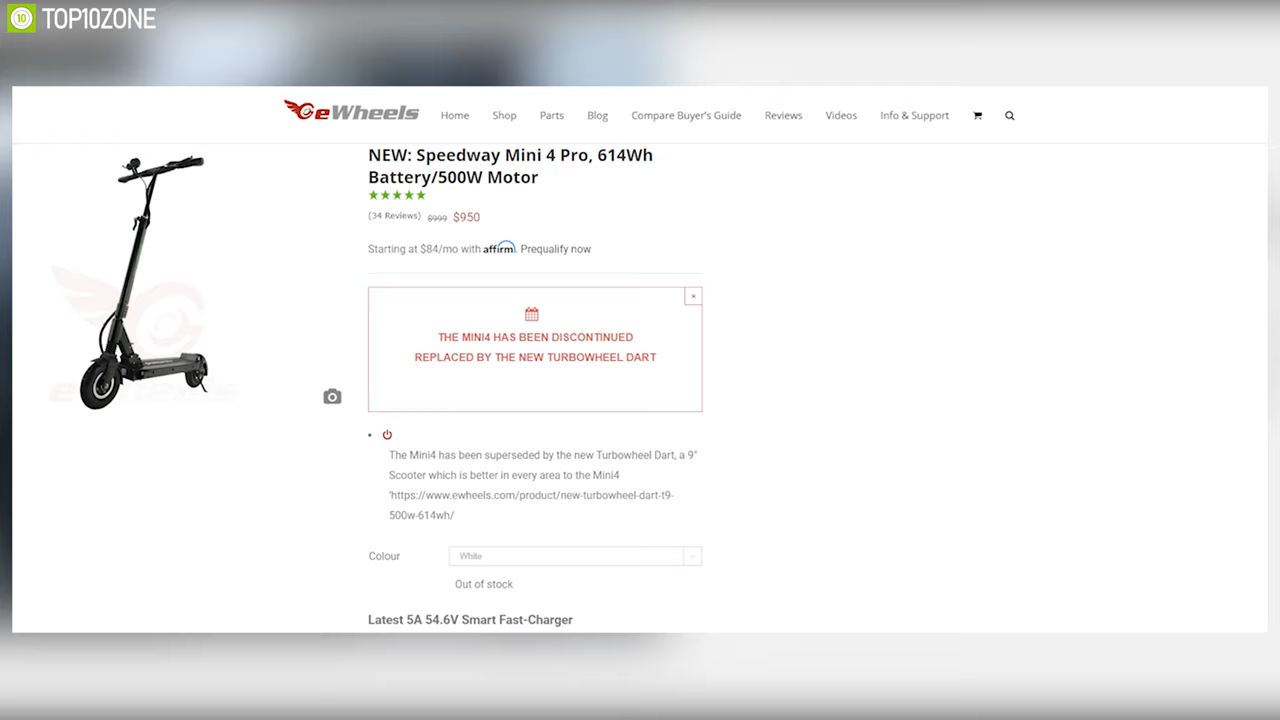 10 TOP10ZONE
eWheels Home Shop Parts Blog Compare Buyer's Guide Reviews Videos Info & Support
NEW: Speedway Mini 4 Pro, 614Wh
Battery/500W Motor
(34 Reviews) $999 $950
Starting at $84/mo with affirm. Prequalify now
×
THE MINI4 HAS BEEN DISCONTINUED
REPLACED BY THE NEW TURBOWHEEL DART
The Mini4 has been superseded by the new Turbowheel Dart, a 9"
Scooter which is better in every area to the Mini4
'https://www.ewheels.com/product/new-turbowheel-dart-t9-
500w-614wh/
Colour White
Out of stock
Latest 5A 54.6V Smart Fast-Charger